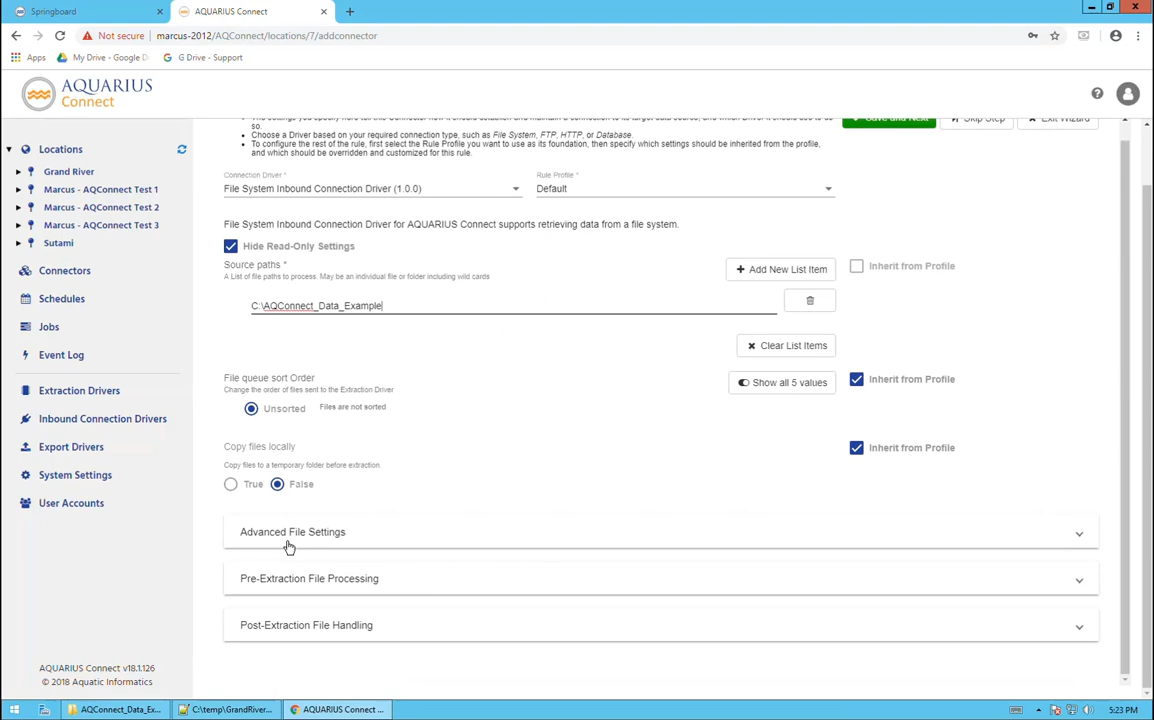 Springboard
AQUARIUS Connect
Not secure
marcus-2012/AQConnect/locations/7/addconnector
Apps
My Drive - Google D
G Drive - Support
AQUARIUS
Connect
Locations
Grand River
Marcus - AQConnect Test 1
Marcus - AQConnect Test 2
Marcus - AQConnect Test 3
Sutami
Connectors
Schedules
Jobs
Event Log
Extraction Drivers
Inbound Connection Drivers
Export Drivers
System Settings
User Accounts
AQUARIUS Connect v18.1.126
© 2018 Aquatic Informatics
so.
Choose a Driver based on your required connection type, such as File System, FTP, HTTP, or Database.
To configure the rest of the rule, first select the Rule Profile you want to use as its foundation, then specify which settings should be inherited from the profile,
and which should be overridden and customized for this rule.
Save and Next
Skip Step
Exit Wizard
Connection Driver *
File System Inbound Connection Driver (1.0.0)
Rule Profile *
Default
File System Inbound Connection Driver for AQUARIUS Connect supports retrieving data from a file system.
Hide Read-Only Settings
Source paths *
A List of file paths to process. May be an individual file or folder including wild cards
Add New List Item
Inherit from Profile
C:\AQConnect_Data_Example
Clear List Items
File queue sort Order
Change the order of files sent to the Extraction Driver
Show all 5 values
Inherit from Profile
Unsorted
Files are not sorted
Copy files locally
Copy files to a temporary folder before extraction.
Inherit from Profile
True
False
Advanced File Settings
Pre-Extraction File Processing
Post-Extraction File Handling
AQConnect_Data_Ex...
C:\temp\GrandRiver...
AQUARIUS Connect ...
5:23 PM